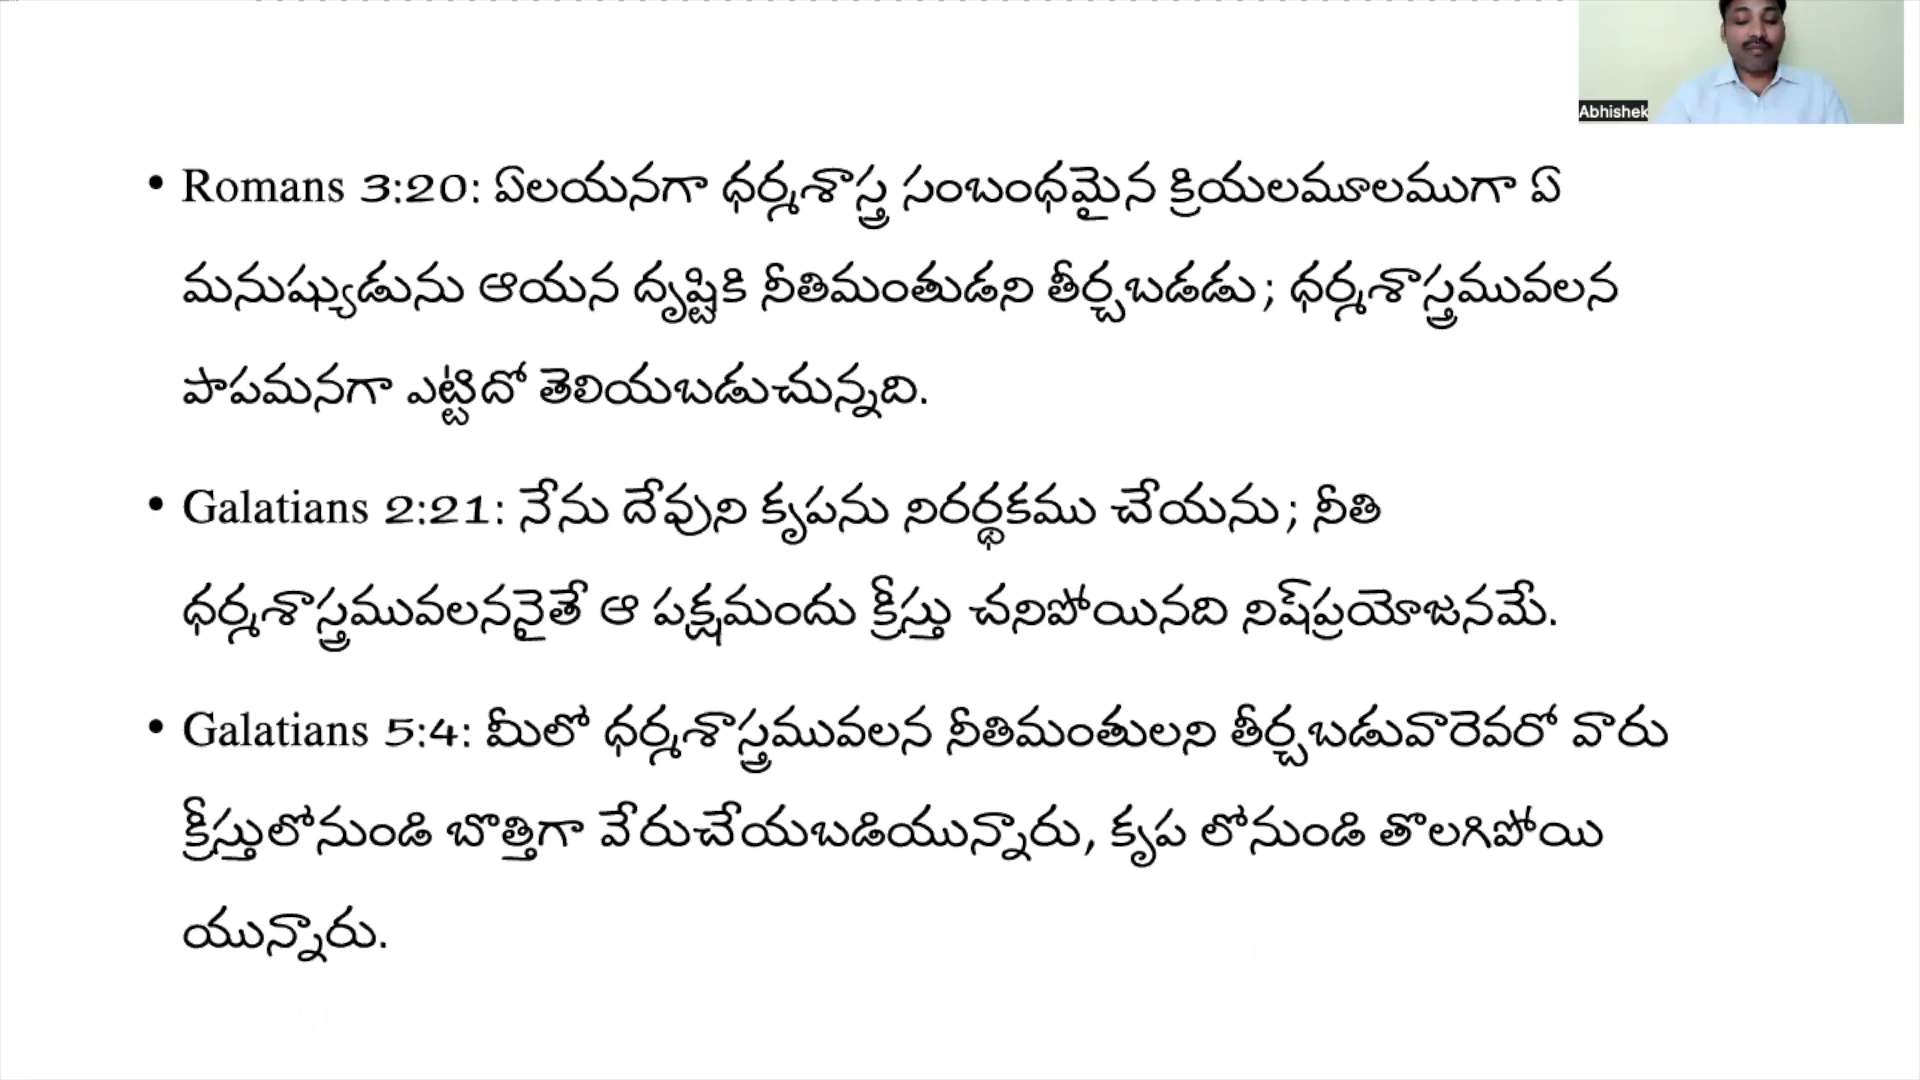 Abhishek
• Romans 3:20: ఏలయనగా ధర్మశాస్త్ర సంబంధమైన క్రియలమూలముగా ఏ
మనుష్యుడును ఆయన దృష్టికి నీతిమంతుడని తీర్చబడడు; ధర్మశాస్త్రమువలన
పాపమనగా ఎట్టిదో తెలియబడుచున్నది.
• Galatians 2:21: నేను దేవుని కృపను నిరర్థకము చేయను; నీతి
ధర్మశాస్త్రమువలననైతే ఆ పక్షమందు క్రీస్తు చనిపోయినది నిష్‌ప్రయోజనమే.
• Galatians 5:4: మీలో ధర్మశాస్త్రమువలన నీతిమంతులని తీర్చబడువారెవరో వారు
క్రీస్తులోనుండి బొత్తిగా వేరుచేయబడియున్నారు, కృప లోనుండి తొలగిపోయి
యున్నారు.